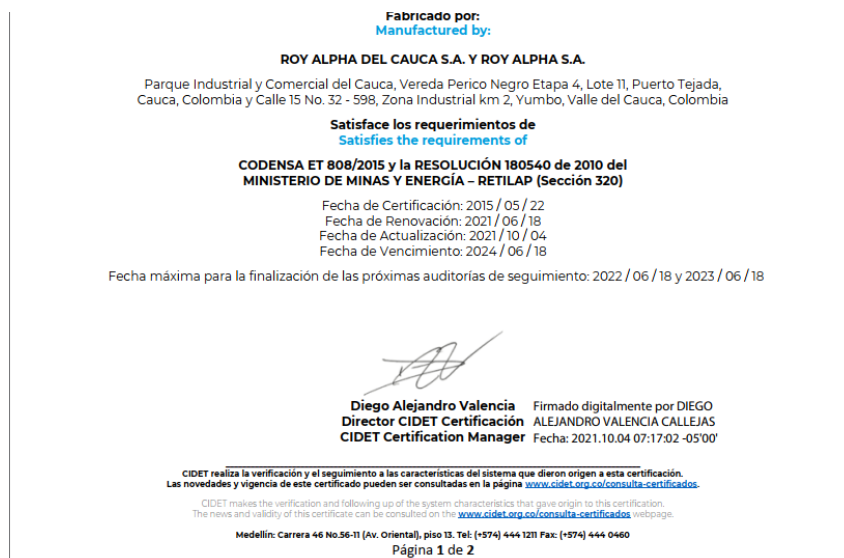 Fabricado por:
Manufactured by:
ROY ALPHA DEL CAUCA S.A. Y ROY ALPHA S.A.
Parque Industrial y Comercial del Cauca, Vereda Perico Negro Etapa 4, Lote 11, Puerto Tejada,
Cauca, Colombia y Calle 15 No. 32 - 598, Zona Industrial km 2, Yumbo, Valle del Cauca, Colombia
Satisface los requerimientos de
Satisfies the requirements of
CODENSA ET 808/2015 y la RESOLUCIÓN 180540 de 2010 del
MINISTERIO DE MINAS Y ENERGÍA – RETILAP (Sección 320)
Fecha de Certificación: 2015 / 05 / 22
Fecha de Renovación: 2021 / 06 / 18
Fecha de Actualización: 2021 / 10 / 04
Fecha de Vencimiento: 2024 / 06 / 18
Fecha máxima para la finalización de las próximas auditorías de seguimiento: 2022 / 06 / 18 y 2023 / 06 / 18
Diego Alejandro Valencia
Director CIDET Certificación
CIDET Certification Manager
Firmado digitalmente por DIEGO
ALEJANDRO VALENCIA CALLEJAS
Fecha: 2021.10.04 07:17:02 -05'00'
CIDET realiza la verificación y el seguimiento a las características del sistema que dieron origen a esta certificación.
Las novedades y vigencia de este certificado pueden ser consultadas en la página www.cidet.org.co/consulta-certificados.
CIDET makes the verification and following up of the system characteristics that gave origin to this certification.
The news and validity of this certificate can be consulted on the www.cidet.org.co/consulta-certificados webpage.
Medellín: Carrera 46 No.56-11 (Av. Oriental), piso 13. Tel: (+574) 444 1211 Fax: (+574) 444 0460
Página 1 de 2